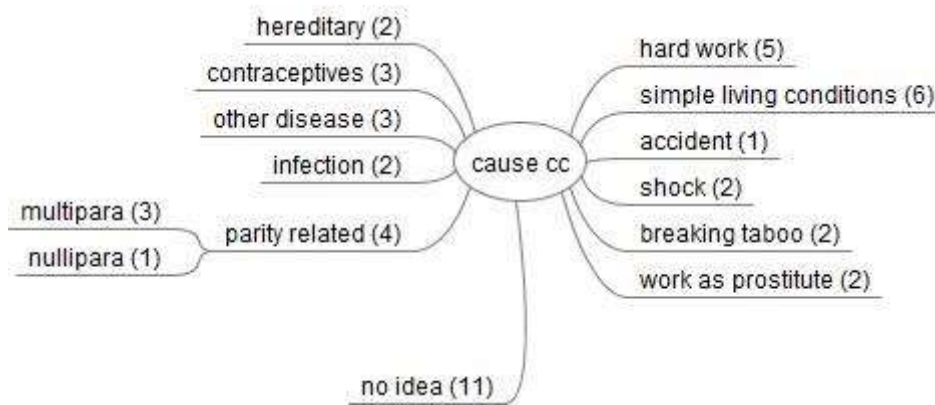 hereditary (2)
contraceptives (3)
other disease (3)
infection (2)
parity related (4)
multipara (3)
nullipara (1)
cause cc
hard work (5)
simple living conditions (6)
accident (1)
shock (2)
breaking taboo (2)
work as prostitute (2)
no idea (11)